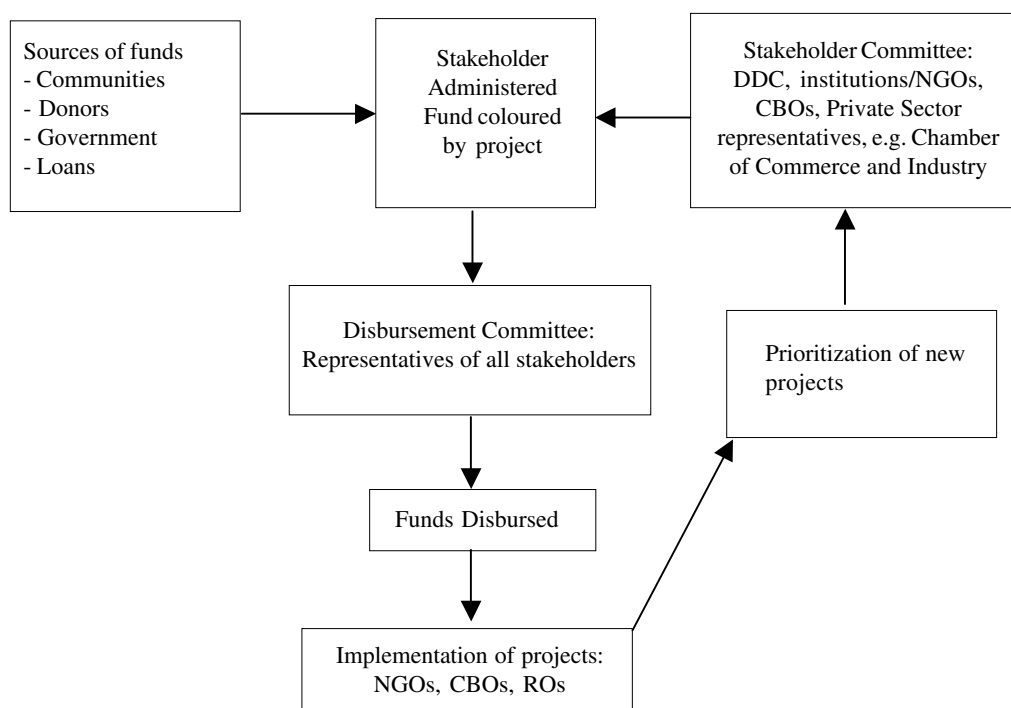 Sources of funds
- Communities
- Donors
- Government
- Loans
Stakeholder
Administered
Fund coloured
by project
Stakeholder Committee:
DDC, institutions/NGOs,
CBOs, Private Sector
representatives, e.g. Chamber
of Commerce and Industry
Disbursement Committee:
Representatives of all stakeholders
Prioritization of new
projects
Funds Disbursed
Implementation of projects:
NGOs, CBOs, ROs